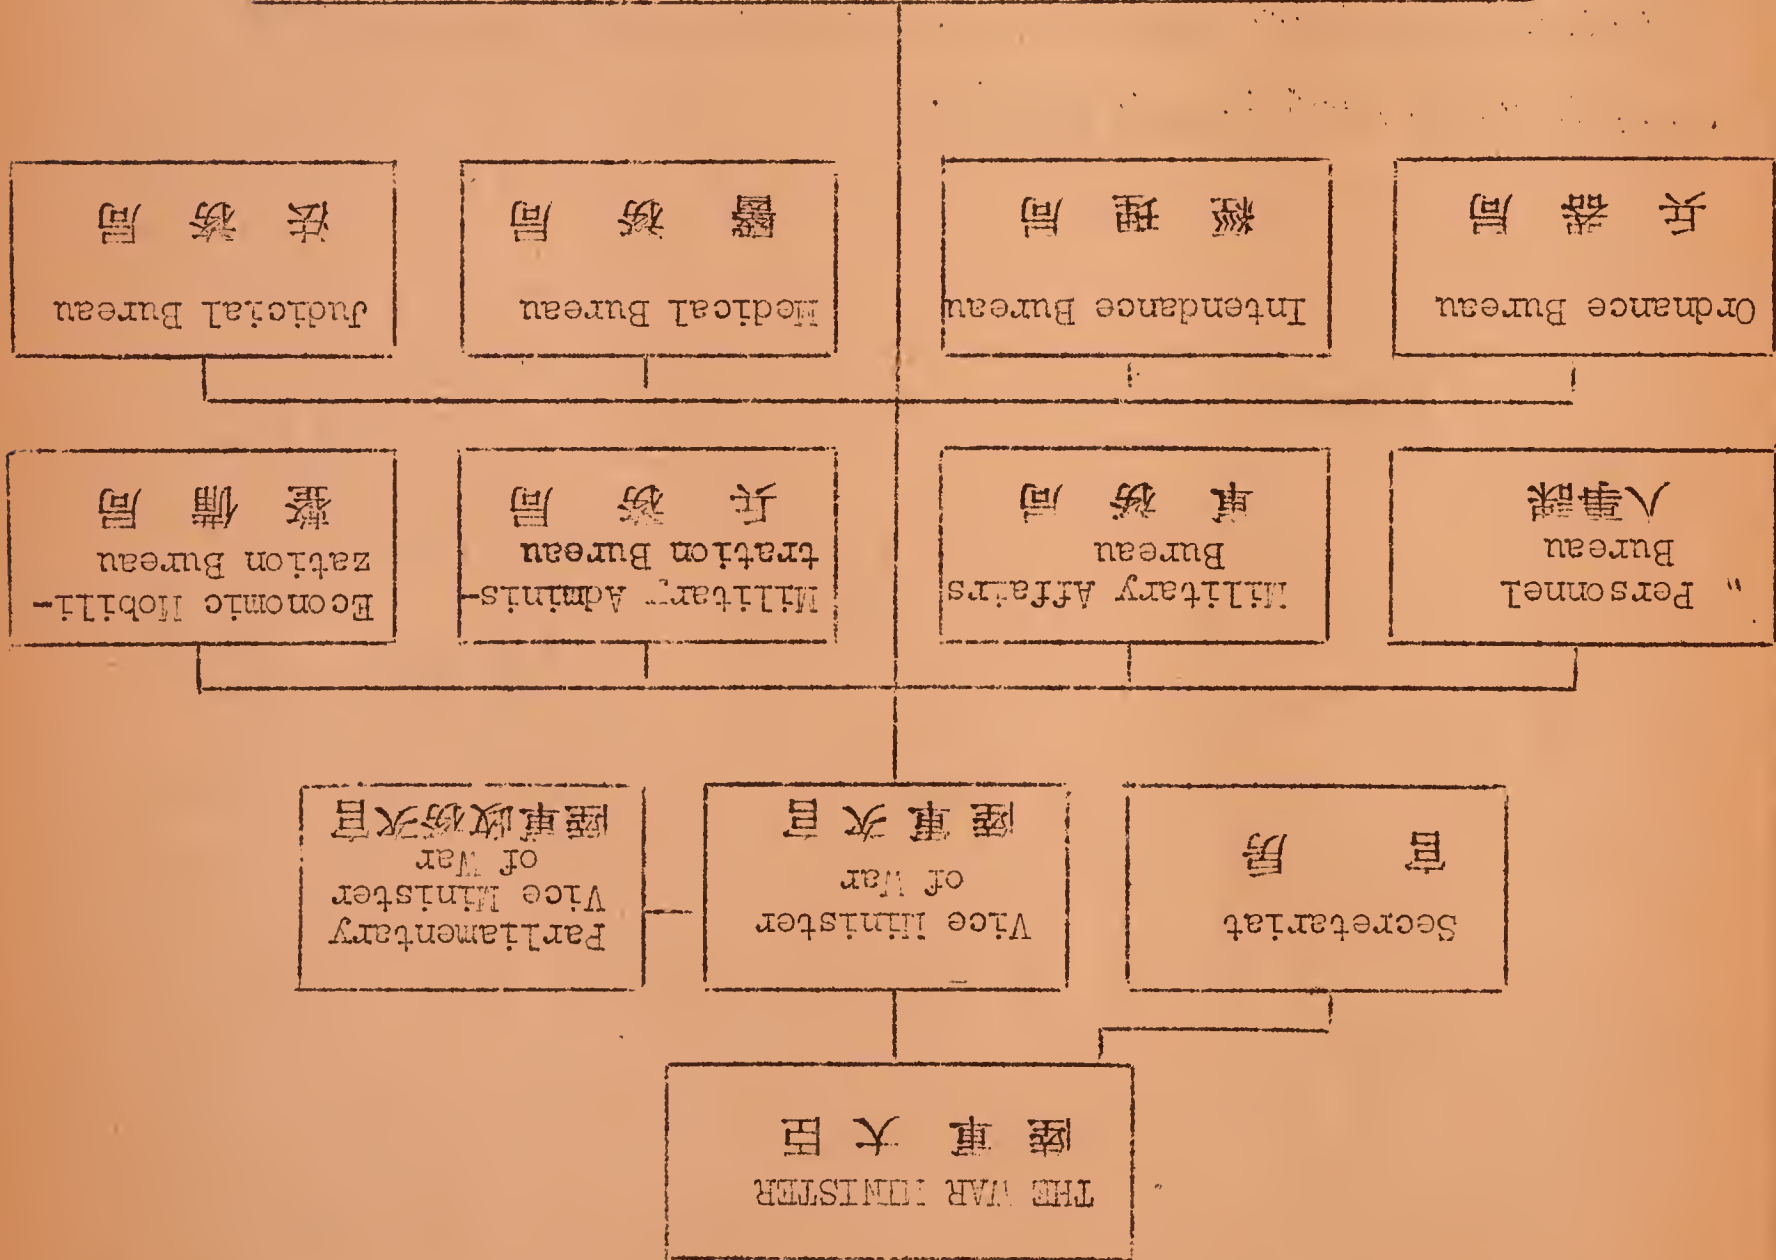 THE WAR MINISTER
陸軍大臣
Secretariat
官房
Vice Minister
of War
陸軍次官
Parliamentary
Vice Minister
of War
陸軍政務次官
Personnel
Bureau
人事課
Military Affairs
Bureau
軍務局
Military Adminis-
tration Bureau
兵務局
Economic Mobili-
zation Bureau
整備局
Ordnance Bureau
兵器局
Intendance Bureau
經理局
Medical Bureau
醫務局
Judicial Bureau
法務局